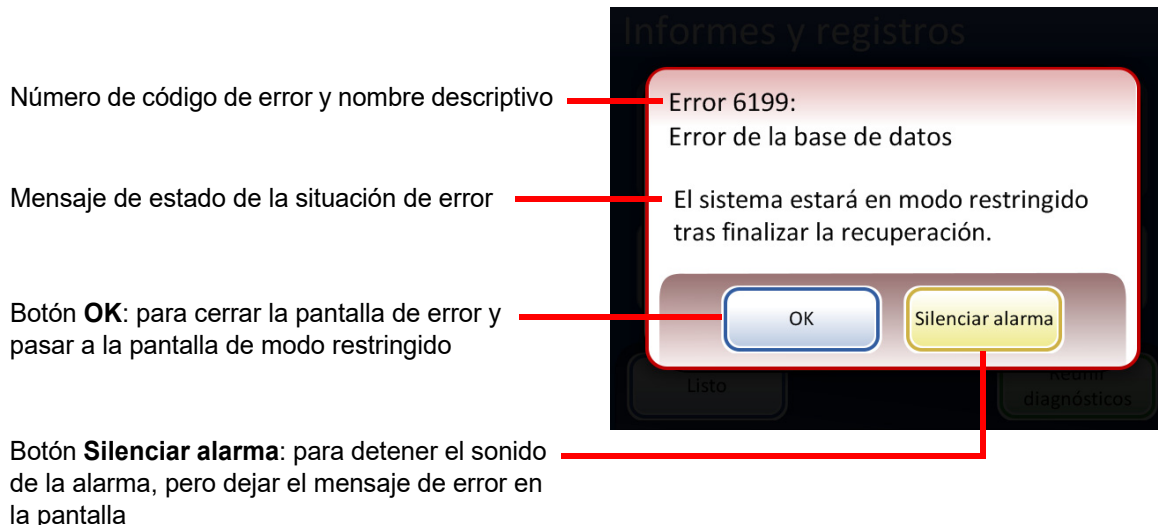 Informes y registros
Número de código de error y nombre descriptivo
Error 6199:
Error de la base de datos
Mensaje de estado de la situación de error
El sistema estará en modo restringido
tras finalizar la recuperación.
Botón OK: para cerrar la pantalla de error y
pasar a la pantalla de modo restringido
OK
Silenciar alarma
Listo
Reunir
diagnósticos
Botón Silenciar alarma: para detener el sonido
de la alarma, pero dejar el mensaje de error en
la pantalla